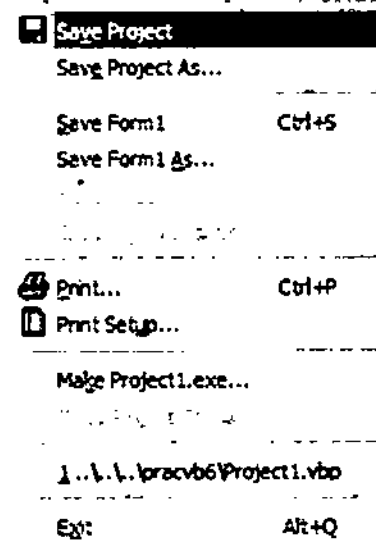 Save Project
Save Project As...
Save Form1 Ctrl+S
Save Form1 As...
Print... Ctrl+P
Print Setup...
Make Project1.exe...
1 ..\..\..\pracvb6\Project1.vbp
Exit Alt+Q